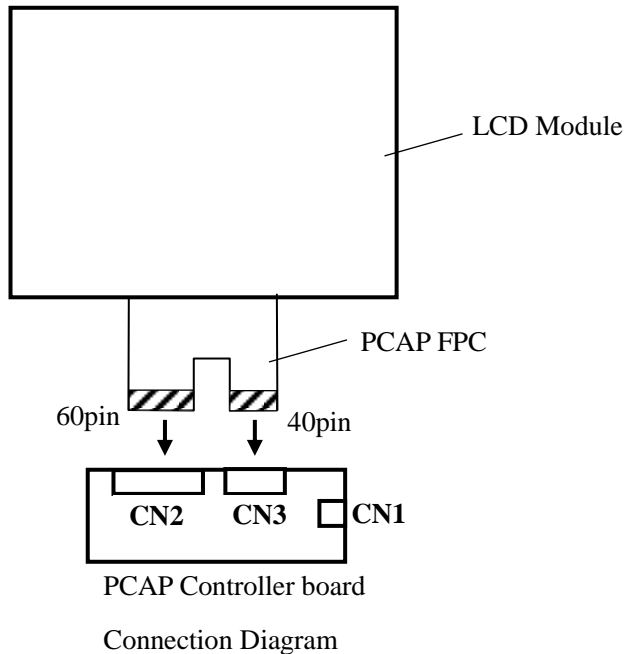 LCD Module
PCAP FPC
60pin
40pin
CN2
CN3
CN1
PCAP Controller board
Connection Diagram